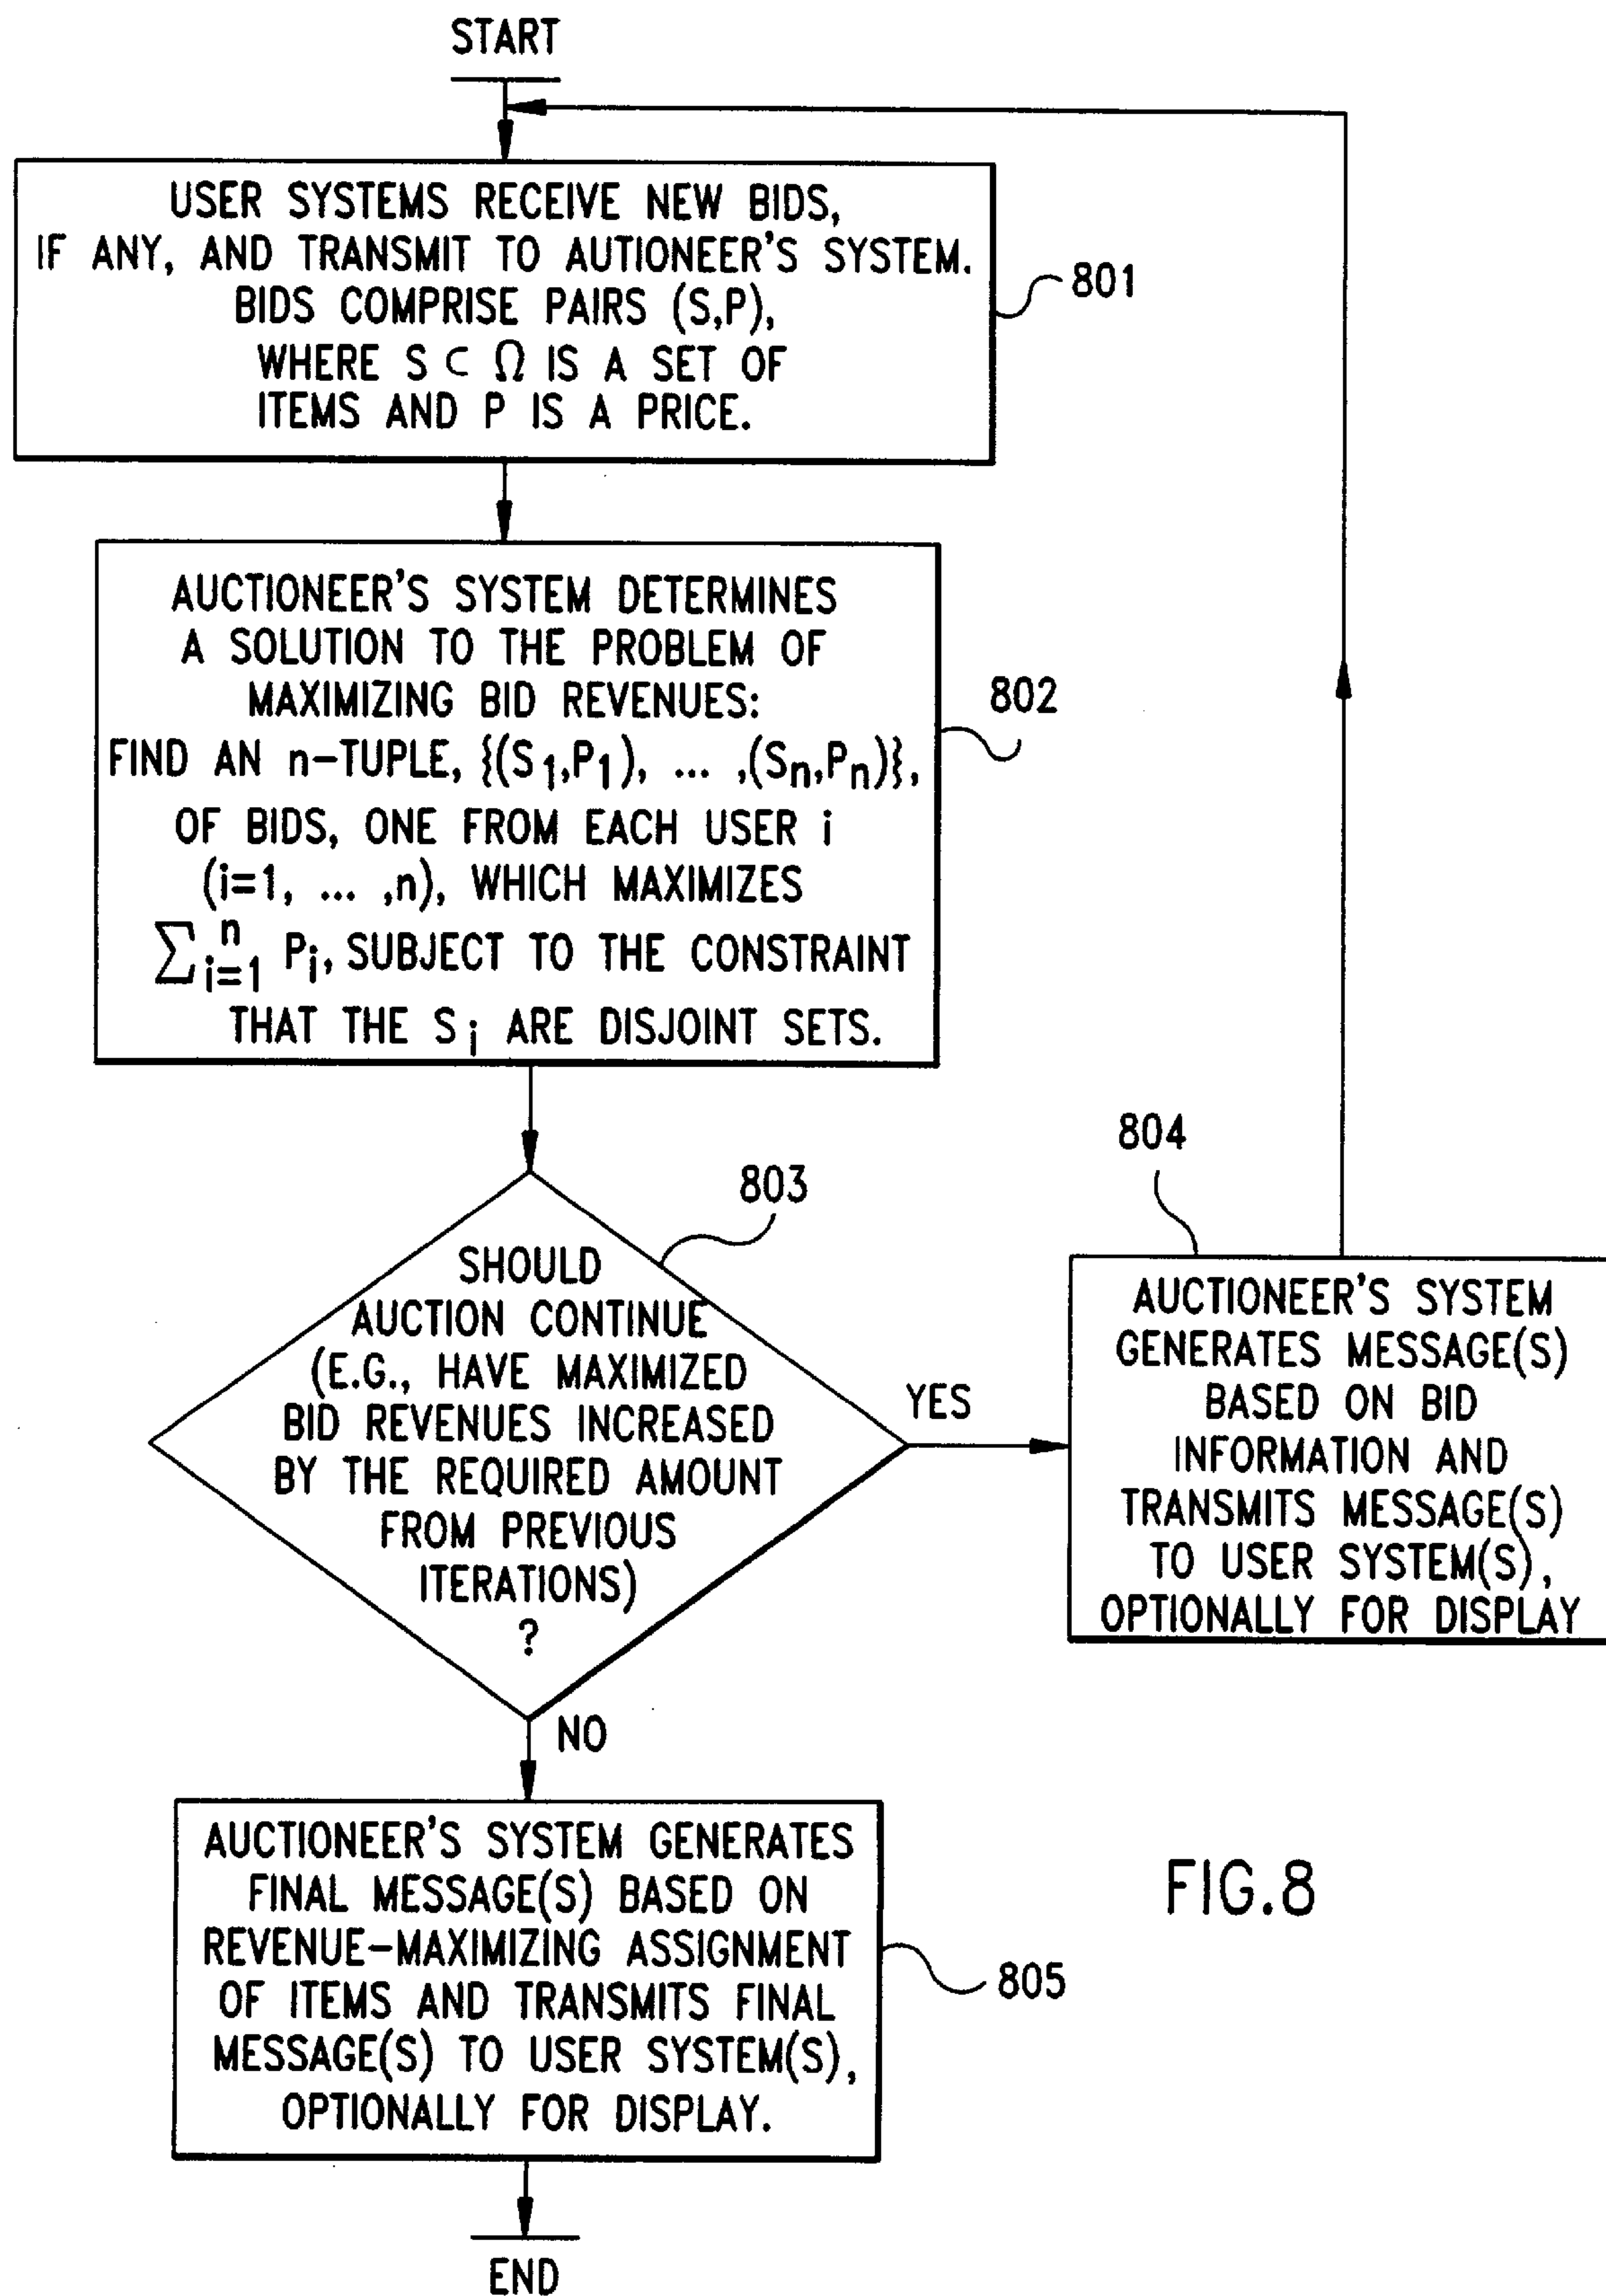 START
USER SYSTEMS RECEIVE NEW BIDS,
IF ANY, AND TRANSMIT TO AUTIONEER'S SYSTEM.
BIDS COMPRISE PAIRS (S,P),
WHERE S ⊂ Ω IS A SET OF
ITEMS AND P IS A PRICE.
801
AUCTIONEER'S SYSTEM DETERMINES
A SOLUTION TO THE PROBLEM OF
MAXIMIZING BID REVENUES:
FIND AN n-TUPLE, {(S₁,P₁), ... ,(Sₙ,Pₙ)},
OF BIDS, ONE FROM EACH USER i
(i=1, ... ,n), WHICH MAXIMIZES
∑ⁿᵢ₌₁ Pᵢ, SUBJECT TO THE CONSTRAINT
THAT THE Sᵢ ARE DISJOINT SETS.
802
803
SHOULD
AUCTION CONTINUE
(E.G., HAVE MAXIMIZED
BID REVENUES INCREASED
BY THE REQUIRED AMOUNT
FROM PREVIOUS
ITERATIONS)
?
YES
NO
804
AUCTIONEER'S SYSTEM
GENERATES MESSAGE(S)
BASED ON BID
INFORMATION AND
TRANSMITS MESSAGE(S)
TO USER SYSTEM(S),
OPTIONALLY FOR DISPLAY
AUCTIONEER'S SYSTEM GENERATES
FINAL MESSAGE(S) BASED ON
REVENUE-MAXIMIZING ASSIGNMENT
OF ITEMS AND TRANSMITS FINAL
MESSAGE(S) TO USER SYSTEM(S),
OPTIONALLY FOR DISPLAY.
805
END
FIG.8